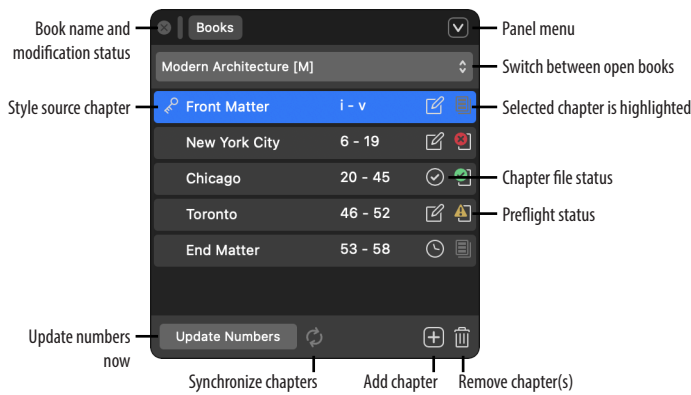 Book name and
modification status
Books
Panel menu
Modern Architecture [M]
Switch between open books
Style source chapter
Front Matter i – v
Selected chapter is highlighted
New York City 6 – 19
Chicago 20 – 45
Chapter file status
Toronto 46 – 52
Preflight status
End Matter 53 – 58
Update numbers
now
Update Numbers
Synchronize chapters
Add chapter
Remove chapter(s)